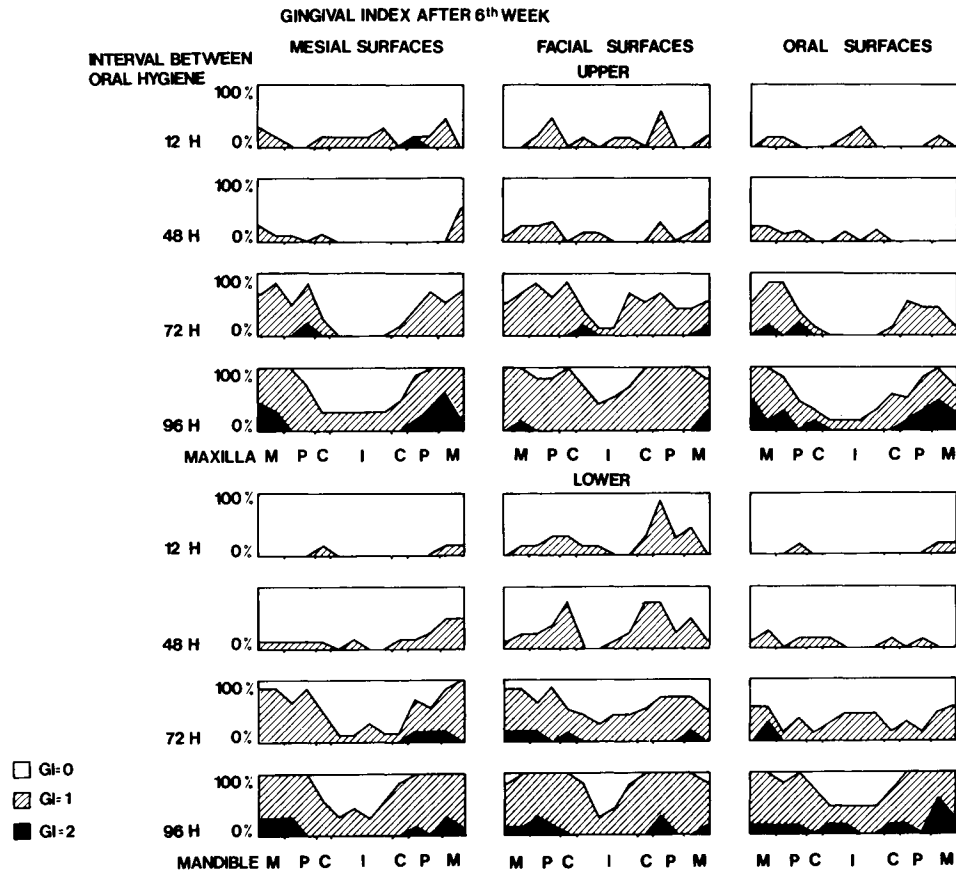 GINGIVAL INDEX AFTER 6th WEEK
INTERVAL BETWEEN
ORAL HYGIENE
MESIAL SURFACES
FACIAL SURFACES
ORAL SURFACES
UPPER
100 %
12 H 0%
100 %
48 H 0%
100 %
72 H 0%
100 %
96 H 0%
MAXILLA M P C I C P M M P C I C P M M P C I C P M
LOWER
100 %
12 H 0%
100 %
48 H 0%
100 %
72 H 0%
100 %
96 H 0%
MANDIBLE M P C I C P M M P C I C P M M P C I C P M
GI=0
GI=1
GI=2